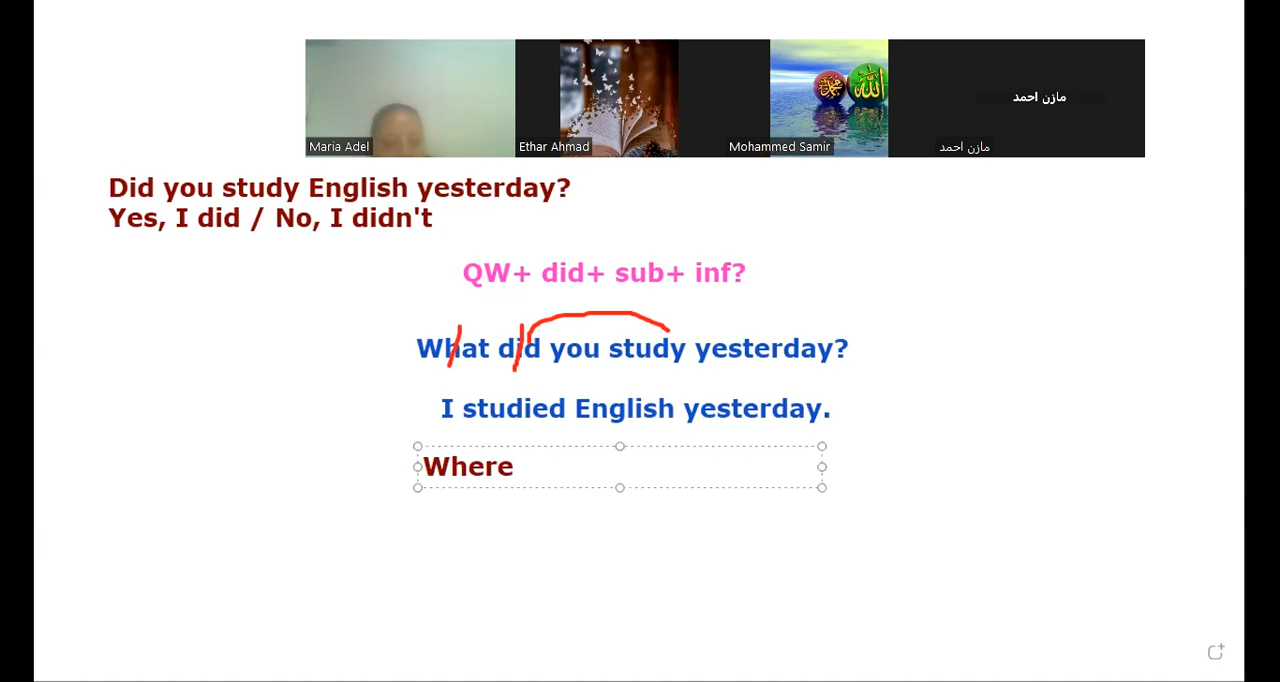 مازن احمد
Maria Adel
Ethar Ahmad
Mohammed Samir
مازن احمد
Did you study English yesterday?
Yes, I did / No, I didn't
QW+ did+ sub+ inf?
What did you study yesterday?
I studied English yesterday.
Where